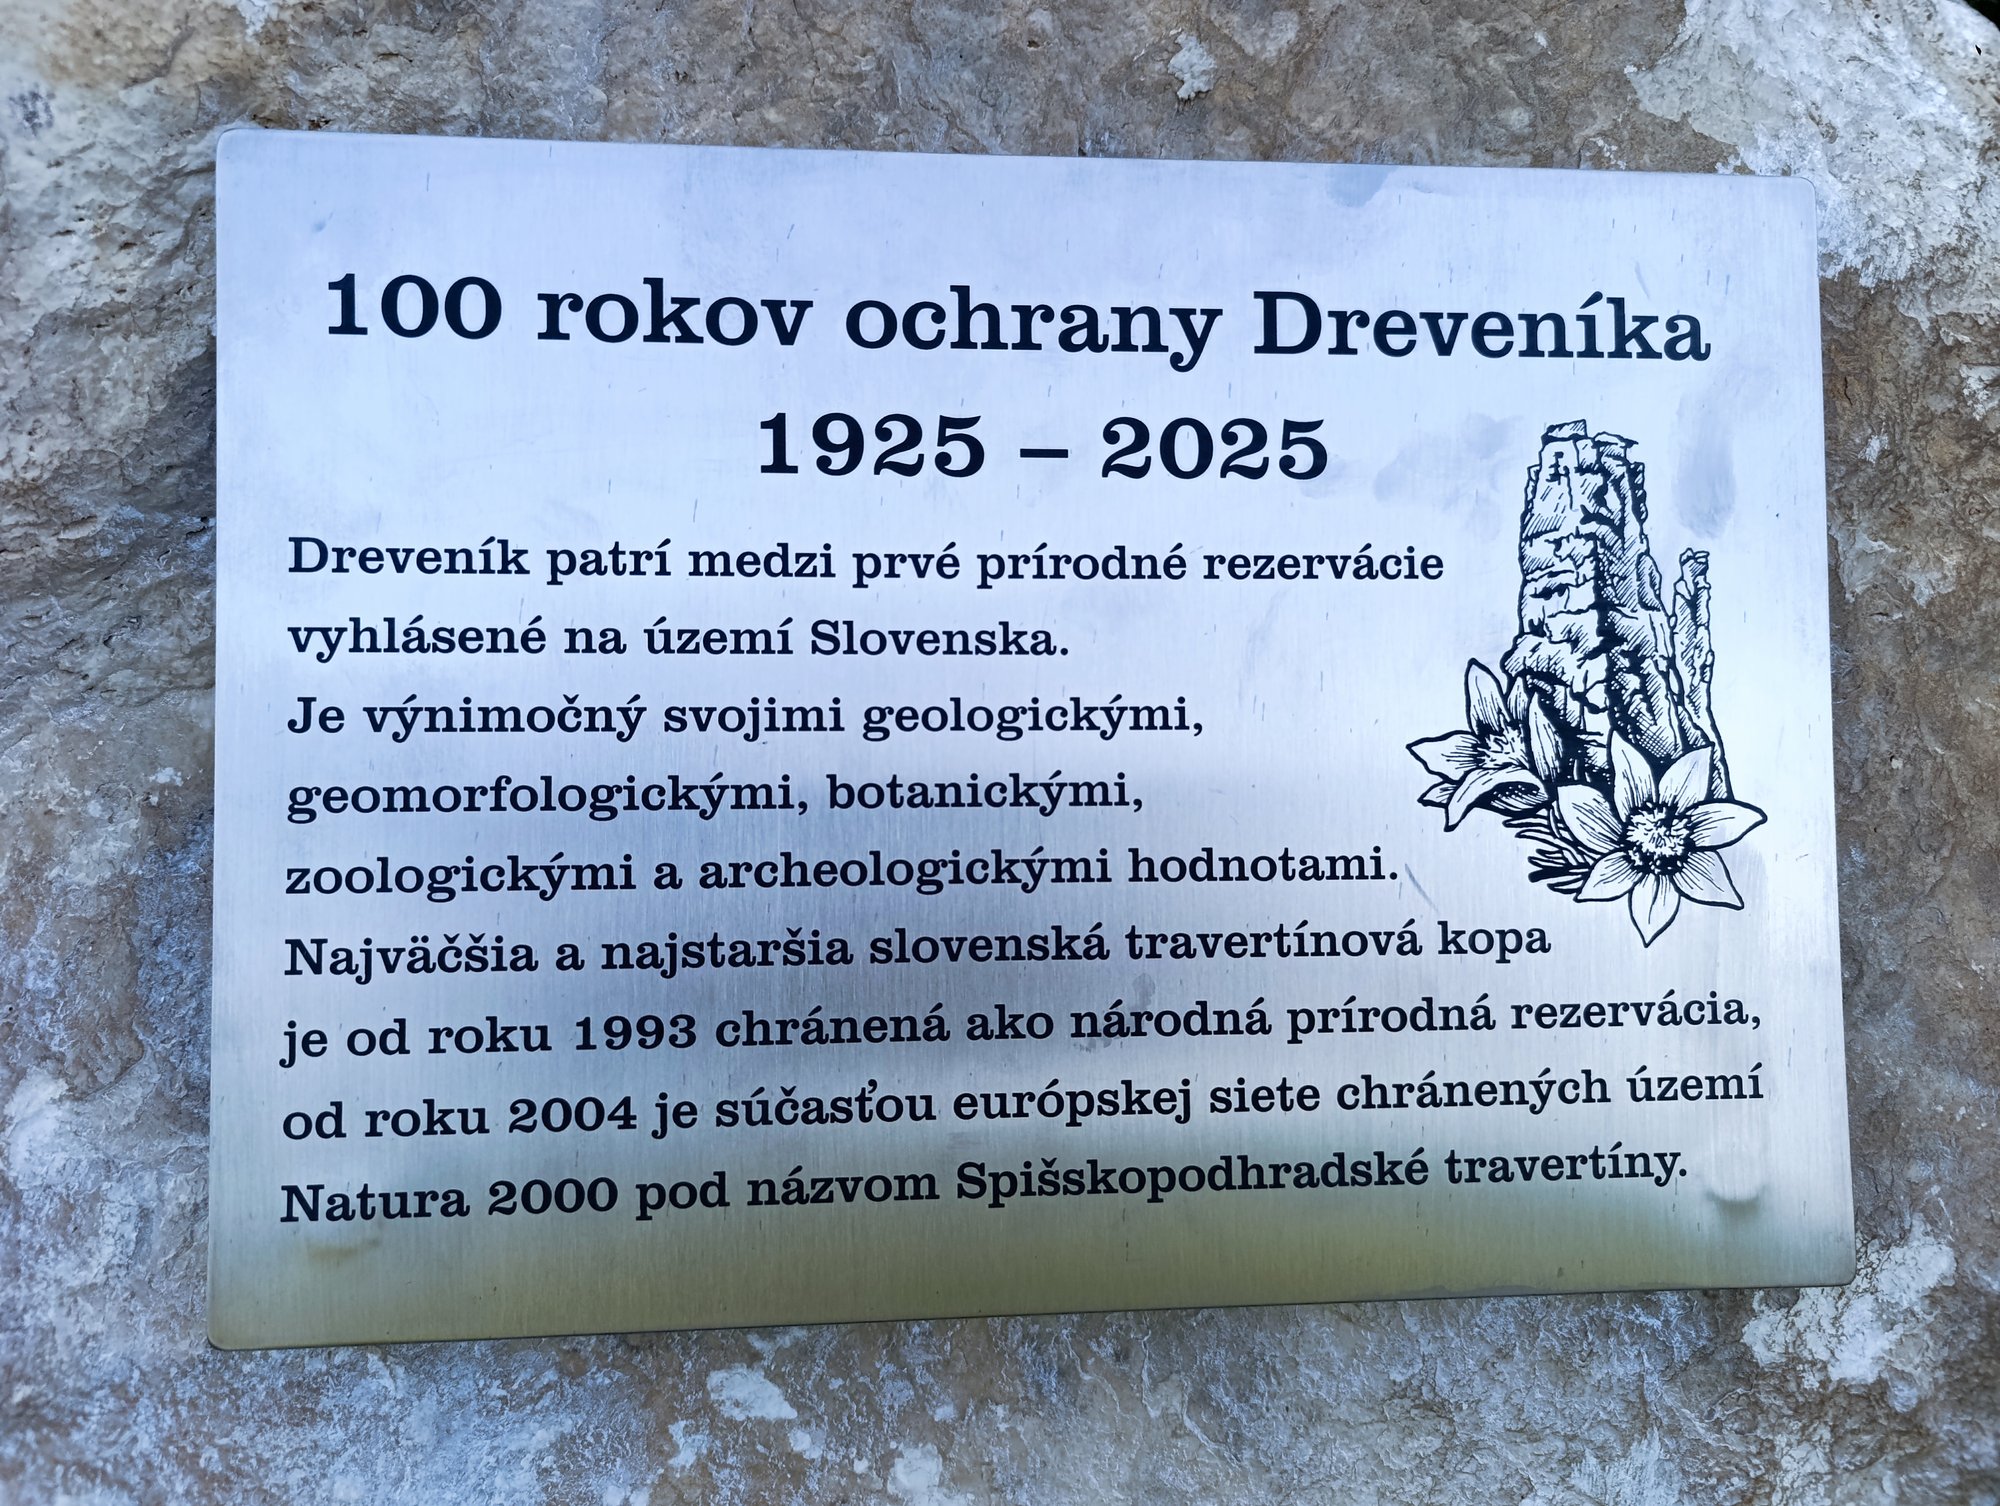 100 rokov ochrany Dreveníka
1925 – 2025
Dreveník patrí medzi prvé prírodné rezervácie
vyhlásené na území Slovenska.
Je výnimočný svojimi geologickými,
geomorfologickými, botanickými,
zoologickými a archeologickými hodnotami.
Najväčšia a najstaršia slovenská travertínová kopa
je od roku 1993 chránená ako národná prírodná rezervácia,
od roku 2004 je súčasťou európskej siete chránených území
Natura 2000 pod názvom Spišskopodhradské travertíny.